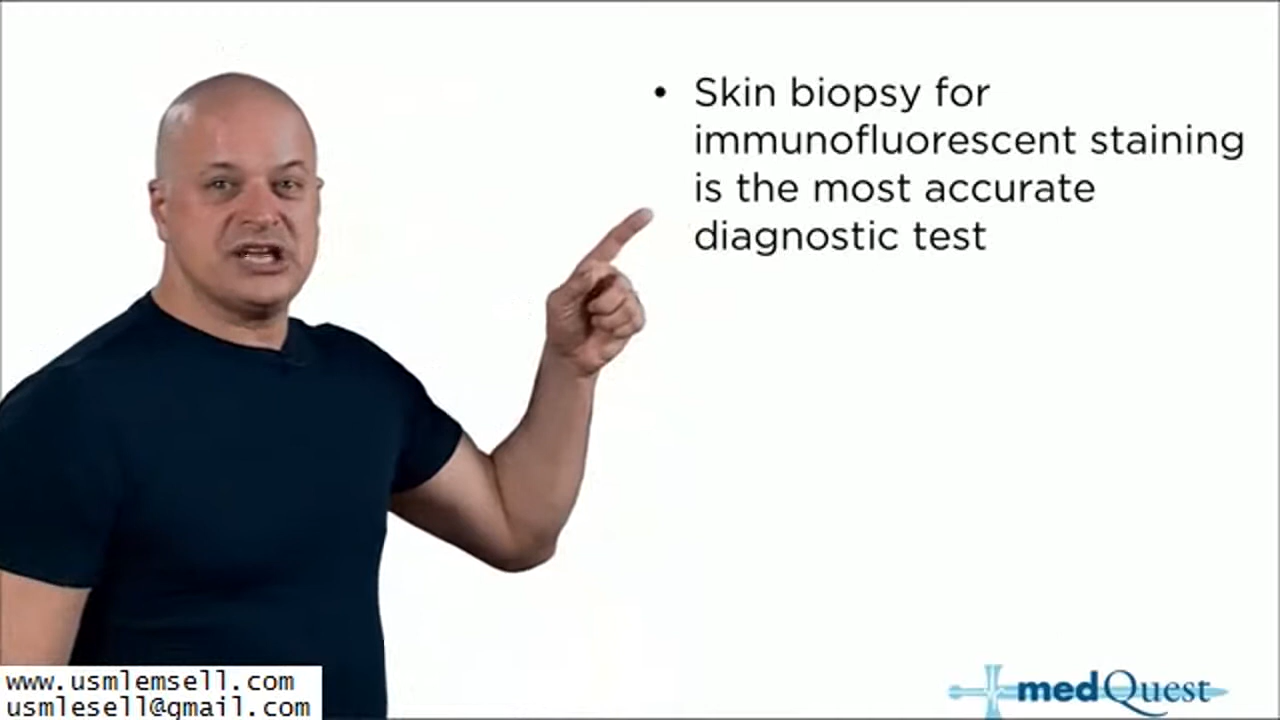 • Skin biopsy for
immunofluorescent staining
is the most accurate
diagnostic test
www.usmlemsell.com
usmlesell@gmail.com
medQuest